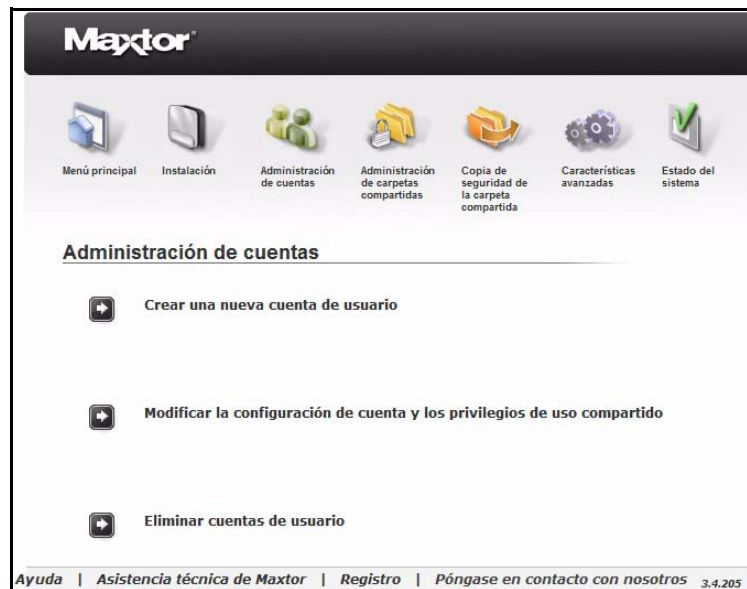 Maxtor
Menú principal
Instalación
Administración
de cuentas
Administración
de carpetas
compartidas
Copia de
seguridad de
la carpeta
compartida
Características
avanzadas
Estado del
sistema
Administración de cuentas
Crear una nueva cuenta de usuario
Modificar la configuración de cuenta y los privilegios de uso compartido
Eliminar cuentas de usuario
Ayuda | Asistencia técnica de Maxtor | Registro | Póngase en contacto con nosotros 3.4.205